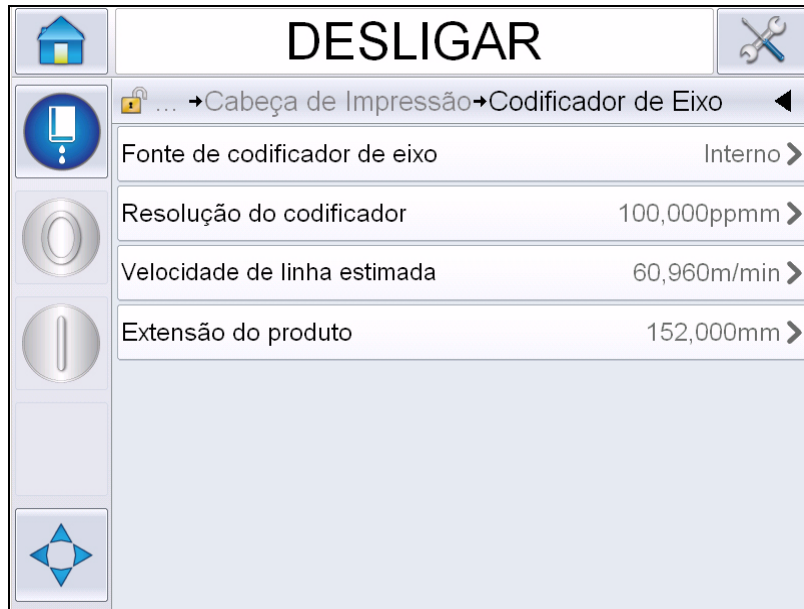 DESLIGAR
... →Cabeça de Impressão→Codificador de Eixo
Fonte de codificador de eixo Interno
Resolução do codificador 100,000ppmm
Velocidade de linha estimada 60,960m/min
Extensão do produto 152,000mm